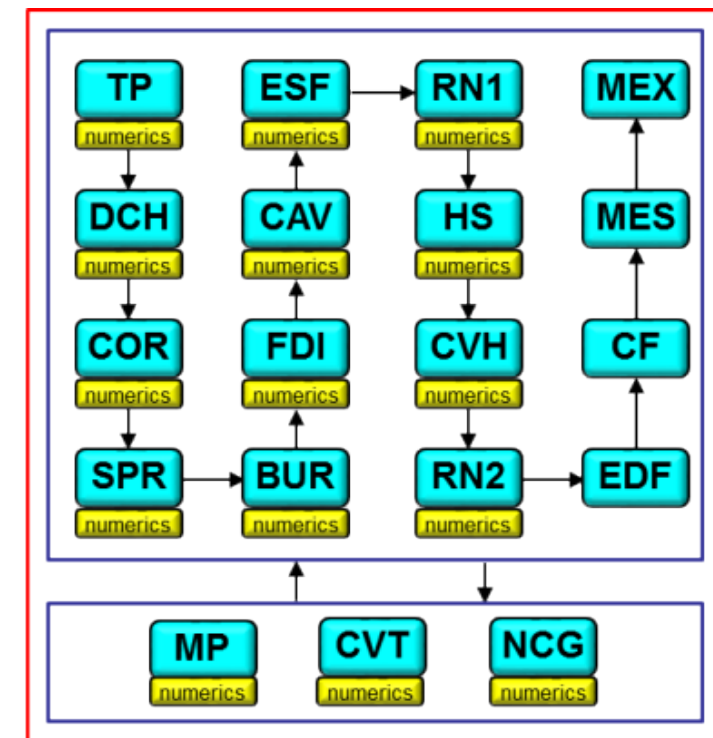 TP ESF RN1 MEX
numerics numerics numerics
DCH CAV HS MES
numerics numerics numerics
COR FDI CVH CF
numerics numerics numerics
SPR BUR RN2 EDF
numerics numerics numerics
MP CVT NCG
numerics numerics numerics